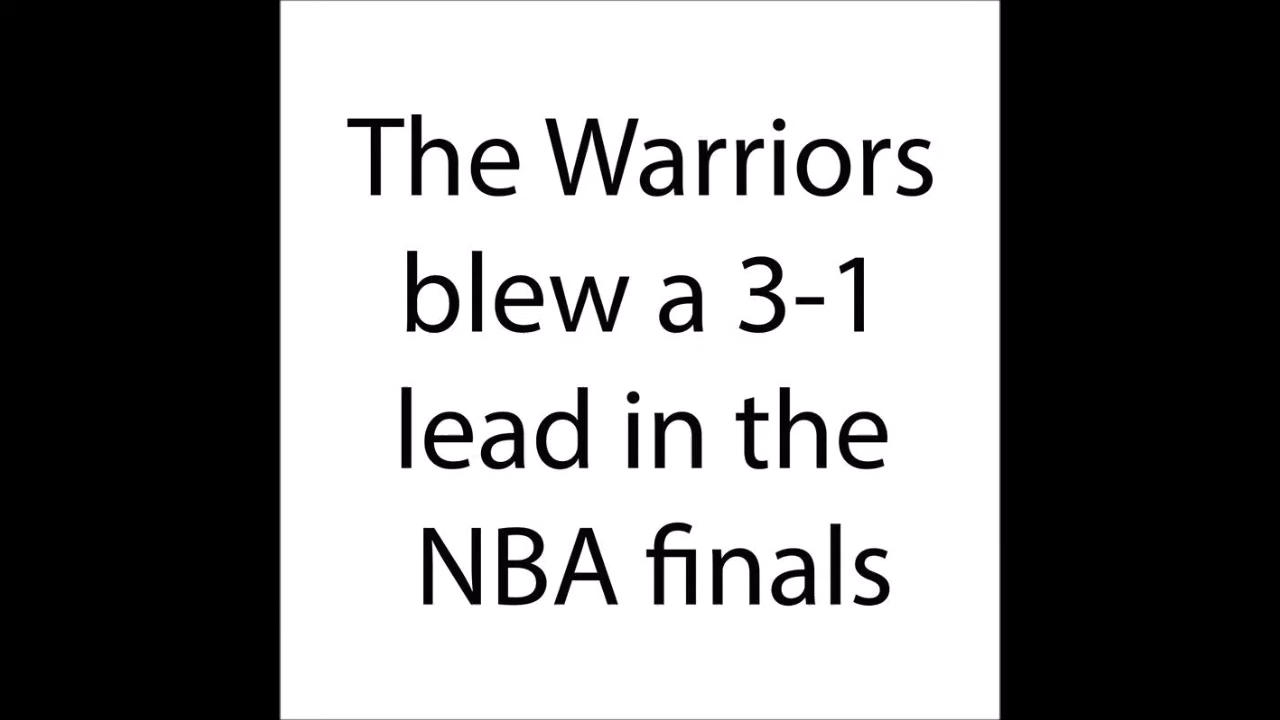 The Warriors
blew a 3-1
lead in the
NBA finals